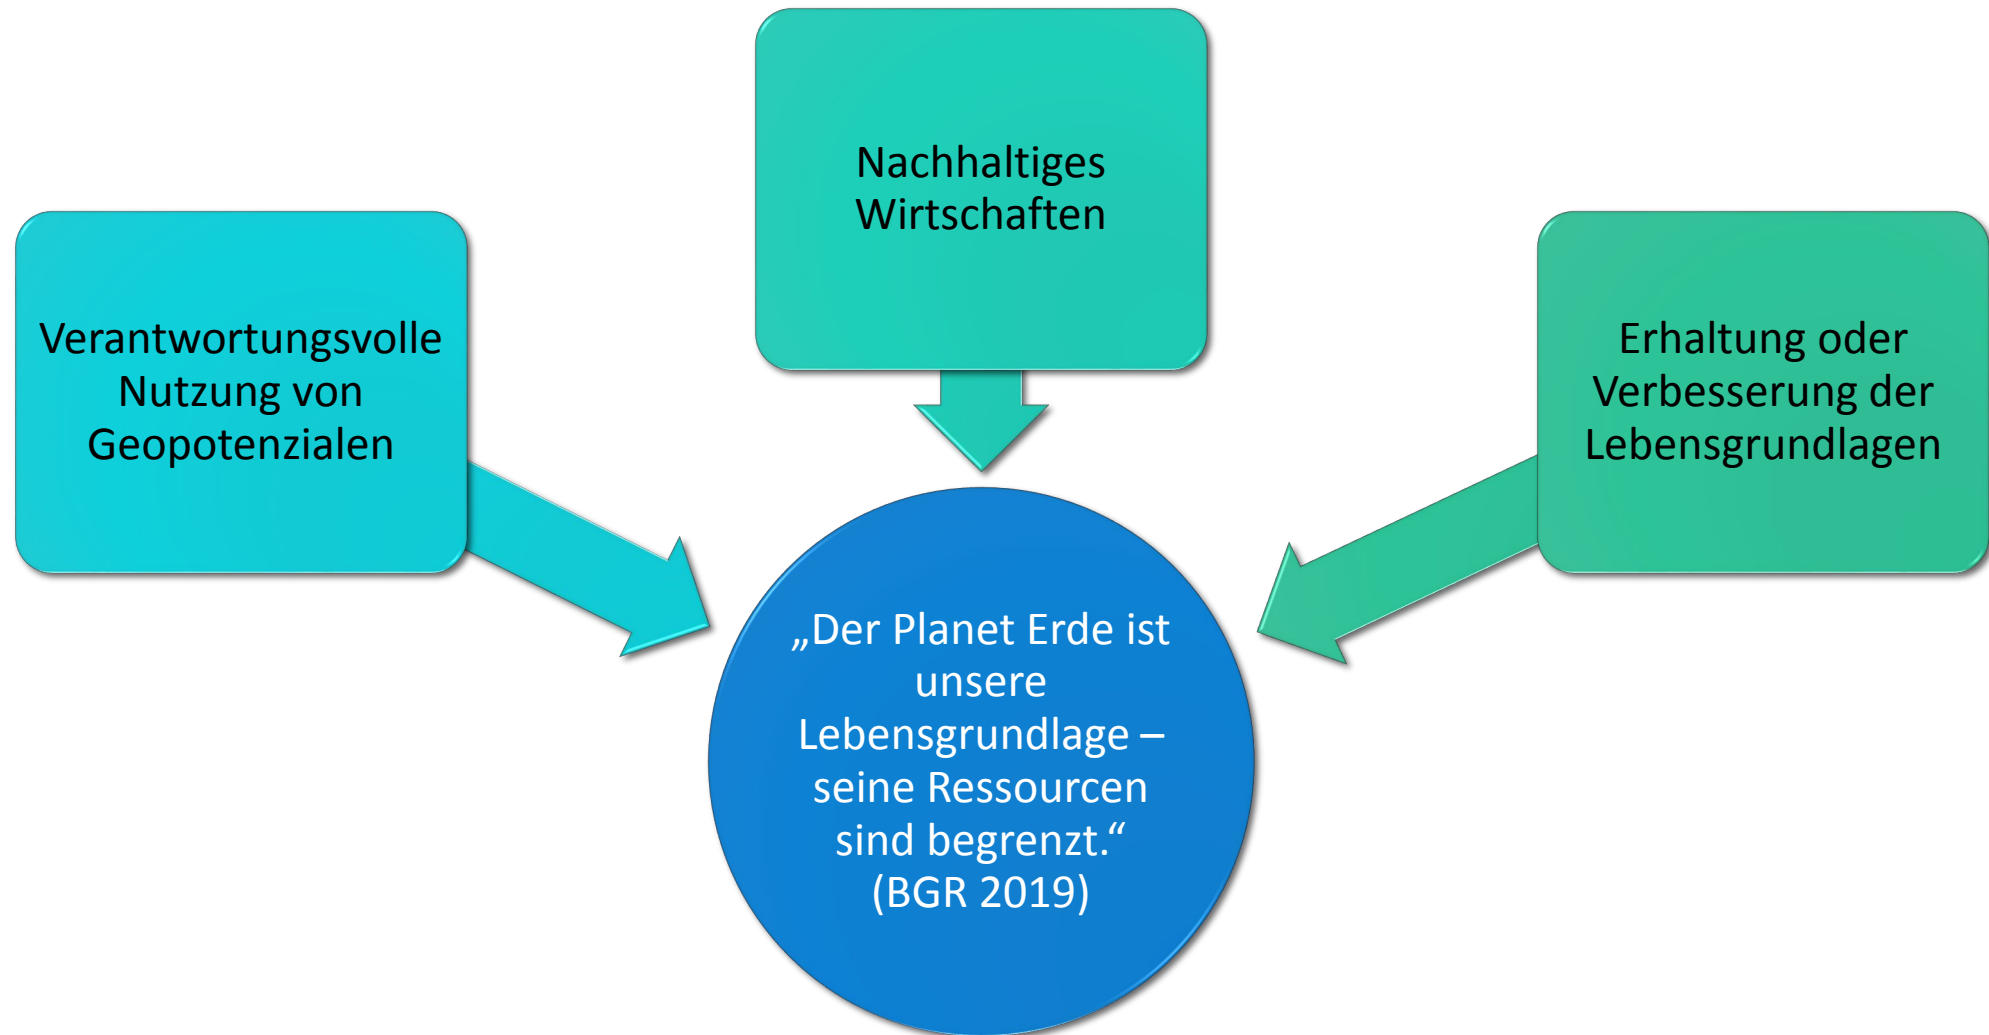 Nachhaltiges
Wirtschaften
Verantwortungsvolle
Nutzung von
Geopotenzialen
Erhaltung oder
Verbesserung der
Lebensgrundlagen
„Der Planet Erde ist
unsere
Lebensgrundlage –
seine Ressourcen
sind begrenzt.“
(BGR 2019)